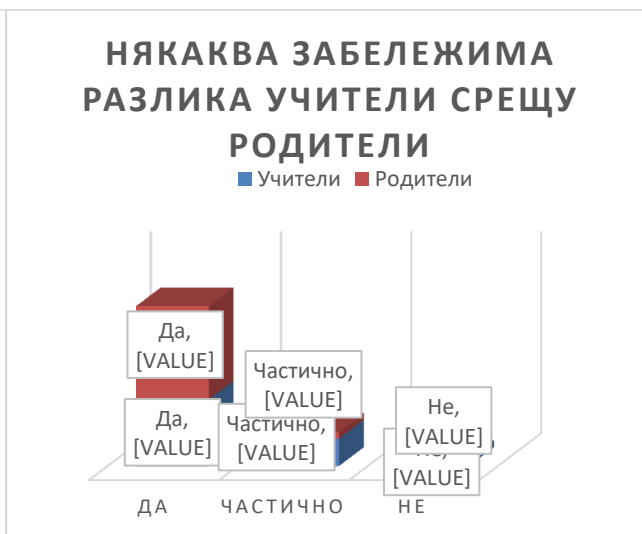 НЯКАКВА ЗАБЕЛЕЖИМА
РАЗЛИКА УЧИТЕЛИ СРЕЩУ
РОДИТЕЛИ
Учители Родители
Да,
[VALUE]
Да,
[VALUE]
Частично,
[VALUE]
Частично,
[VALUE]
Не,
[VALUE]
[VALUE]
ДА ЧАСТИЧНО НЕ